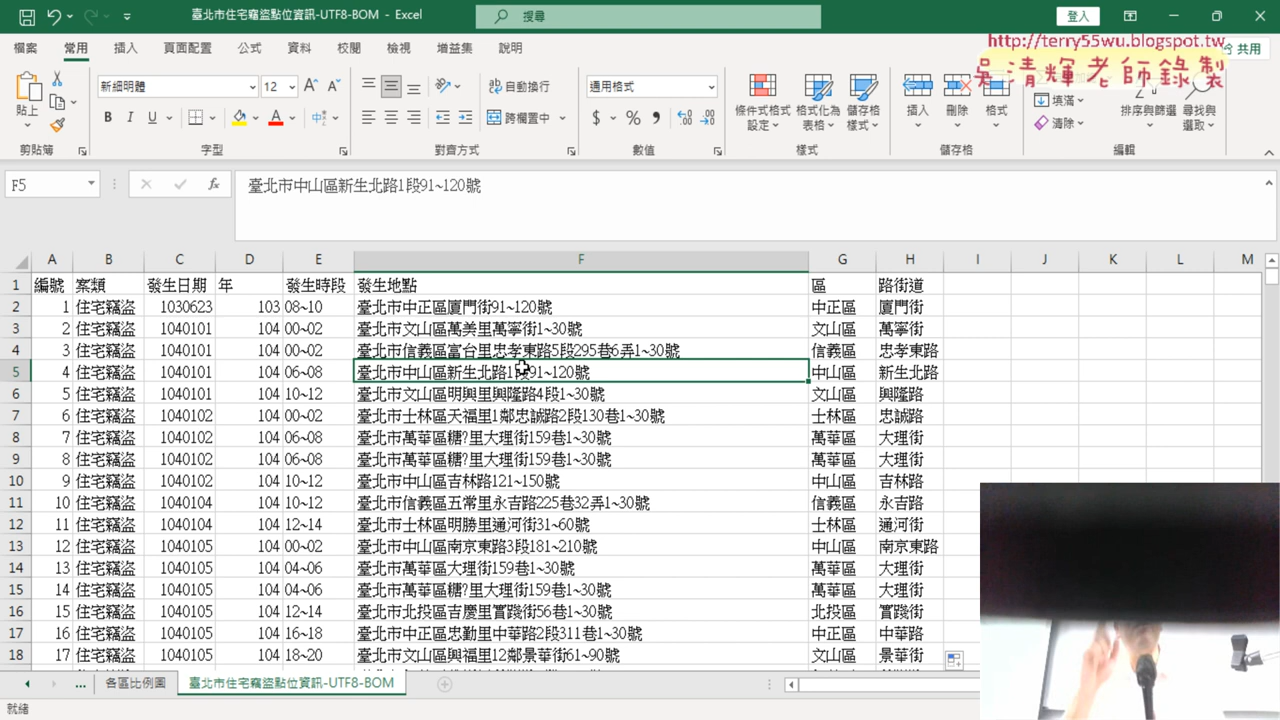 臺北市住宅竊盜點位資訊-UTF8-BOM - Excel
搜尋
登入
檔案 常用 插入 頁面配置 公式 資料 校閱 檢視 增益集 說明
共用
http://terry55wu.blogspot.tw
吳清輝老師錄製
貼上
新細明體 12
B I U
自動換行
跨欄置中
通用格式
條件式格式設定
格式化為表格
儲存格樣式
插入
刪除
格式
填滿
清除
排序與篩選
尋找與選取
剪貼簿 字型 對齊方式 數值 樣式 儲存格 編輯
F5
臺北市中山區新生北路1段91~120號
A B C D E F G H I J K L M
1 編號 案類 發生日期 年 發生時段 發生地點 區 路街道
2 1 住宅竊盜 1030623 103 08~10 臺北市中正區廈門街91~120號 中正區 廈門街
3 2 住宅竊盜 1040101 104 00~02 臺北市文山區萬美里萬寧街1~30號 文山區 萬寧街
4 3 住宅竊盜 1040101 104 00~02 臺北市信義區富台里忠孝東路5段295巷6弄1~30號 信義區 忠孝東路
5 4 住宅竊盜 1040101 104 06~08 臺北市中山區新生北路1段91~120號 中山區 新生北路
6 5 住宅竊盜 1040101 104 10~12 臺北市文山區明興里興隆路4段1~30號 文山區 興隆路
7 6 住宅竊盜 1040102 104 00~02 臺北市士林區天福里1鄰忠誠路2段130巷1~30號 士林區 忠誠路
8 7 住宅竊盜 1040102 104 06~08 臺北市萬華區糖?里大理街159巷1~30號 萬華區 大理街
9 8 住宅竊盜 1040102 104 06~08 臺北市萬華區糖?里大理街159巷1~30號 萬華區 大理街
10 9 住宅竊盜 1040102 104 10~12 臺北市中山區吉林路121~150號 中山區 吉林路
11 10 住宅竊盜 1040104 104 10~12 臺北市信義區五常里永吉路225巷32弄1~30號 信義區 永吉路
12 11 住宅竊盜 1040104 104 12~14 臺北市士林區明勝里通河街31~60號 士林區 通河街
13 12 住宅竊盜 1040105 104 00~02 臺北市中山區南京東路3段181~210號 中山區 南京東路
14 13 住宅竊盜 1040105 104 04~06 臺北市萬華區大理街159巷1~30號 萬華區 大理街
15 14 住宅竊盜 1040105 104 04~06 臺北市萬華區糖?里大理街159巷1~30號 萬華區 大理街
16 15 住宅竊盜 1040105 104 12~14 臺北市北投區吉慶里實踐街56巷1~30號 北投區 實踐街
17 16 住宅竊盜 1040105 104 16~18 臺北市中正區忠勤里中華路2段311巷1~30號 中正區 中華路
18 17 住宅竊盜 1040105 104 18~20 臺北市文山區興福里12鄰景華街61~90號 文山區 景華街
... 各區比例圖 臺北市住宅竊盜點位資訊-UTF8-BOM
就緒